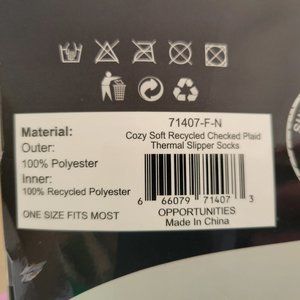 71407-F-N
Cozy Soft Recycled Checked Plaid
Thermal Slipper Socks
Material:
Outer:
100% Polyester
Inner:
100% Recycled Polyester
ONE SIZE FITS MOST
6 66079 71407 3
OPPORTUNITIES
Made In China